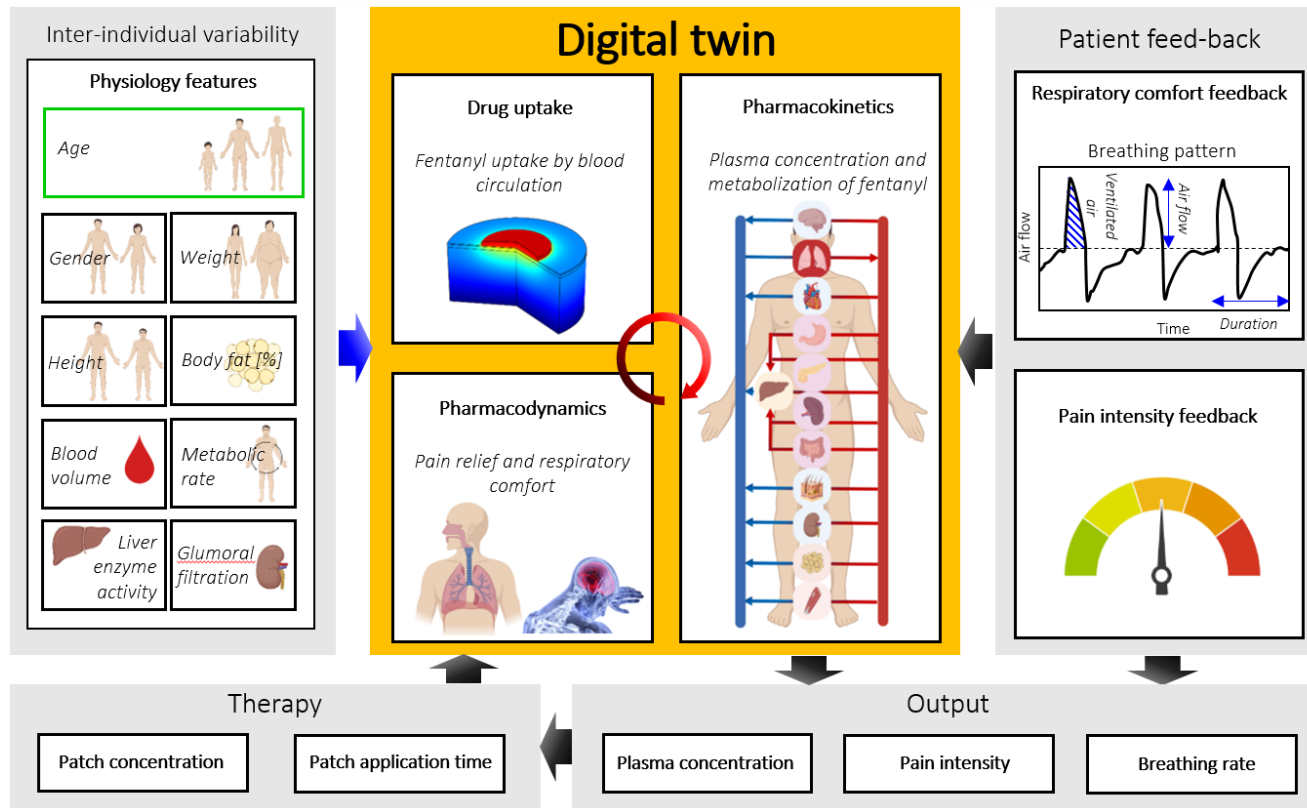 Inter-individual variability
Physiology features
Age
Gender
Weight
Height
Body fat [%]
Blood
volume
Metabolic
rate
Liver
enzyme
activity
Glumoral
filtration
Digital twin
Drug uptake
Fentanyl uptake by blood
circulation
Pharmacokinetics
Plasma concentration and
metabolization of fentanyl
Pharmacodynamics
Pain relief and respiratory
comfort
Patient feed-back
Respiratory comfort feedback
Breathing pattern
Air flow
Ventilated
air
Air flow
Time
Duration
Pain intensity feedback
Therapy
Patch concentration
Patch application time
Output
Plasma concentration
Pain intensity
Breathing rate